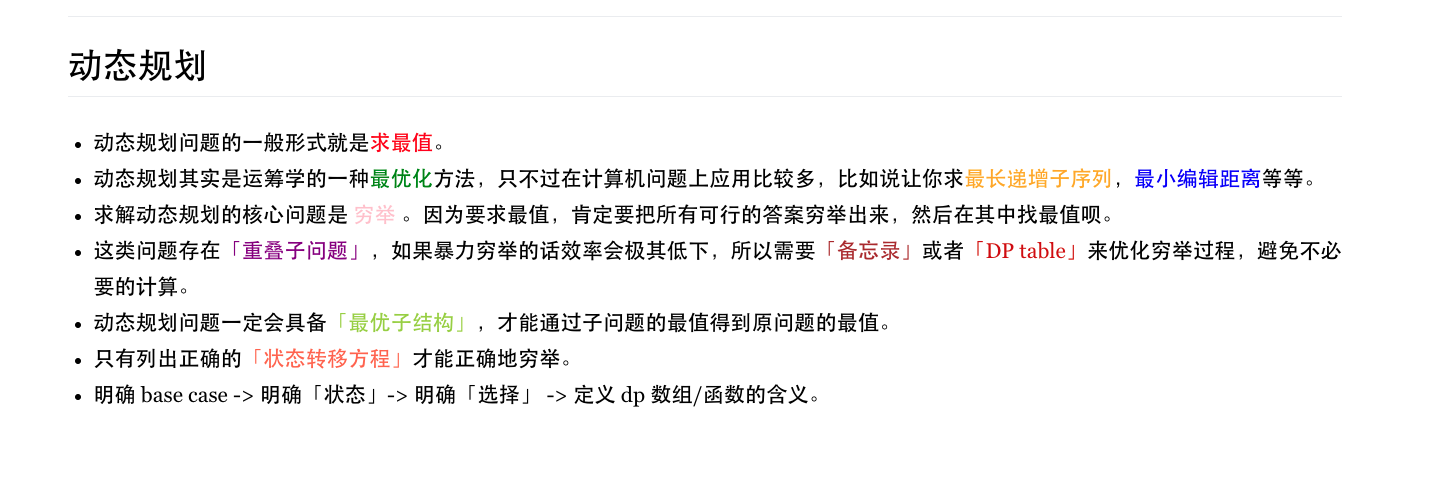 动态规划
动态规划问题的一般形式就是求最值。
动态规划其实是运筹学的一种最优化方法，只不过在计算机问题上应用比较多，比如说让你求最长递增子序列，最小编辑距离等等。
求解动态规划的核心问题是 穷举 。因为要求最值，肯定要把所有可行的答案穷举出来，然后在其中找最值呗。
这类问题存在「重叠子问题」，如果暴力穷举的话效率会极其低下，所以需要「备忘录」或者「DP table」来优化穷举过程，避免不必
要的计算。
动态规划问题一定会具备「最优子结构」，才能通过子问题的最值得到原问题的最值。
只有列出正确的「状态转移方程」才能正确地穷举。
明确 base case -> 明确「状态」-> 明确「选择」 -> 定义 dp 数组/函数的含义。